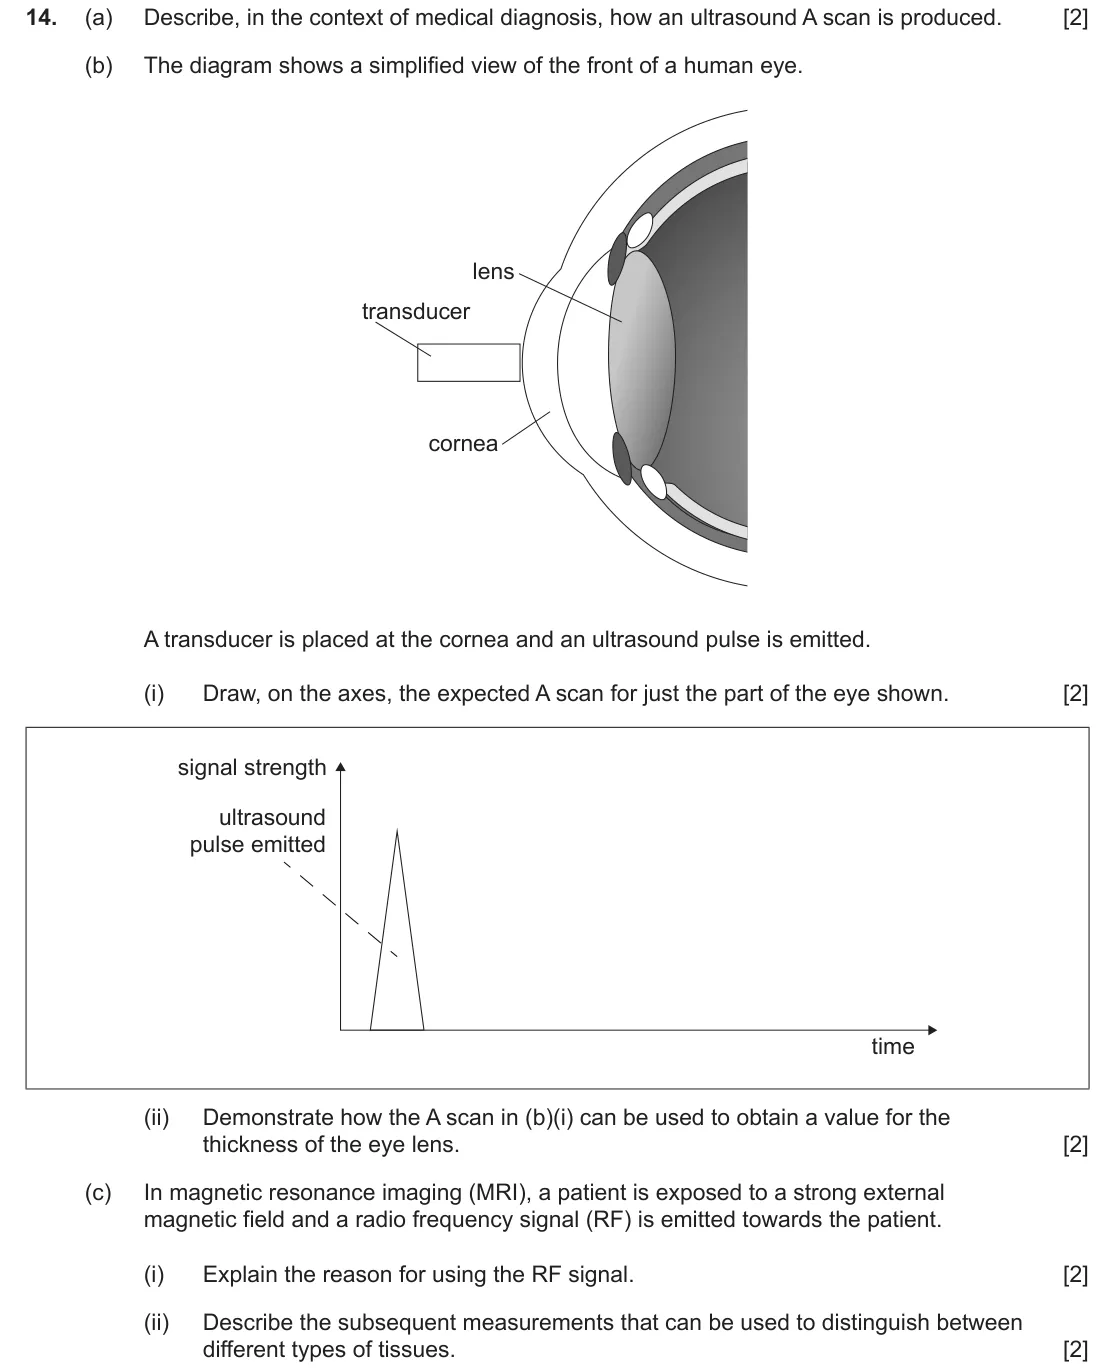 14. (a) Describe, in the context of medical diagnosis, how an ultrasound A scan is produced. [2]
(b) The diagram shows a simplified view of the front of a human eye.
lens
transducer
cornea
A transducer is placed at the cornea and an ultrasound pulse is emitted.
(i) Draw, on the axes, the expected A scan for just the part of the eye shown. [2]
signal strength
ultrasound
pulse emitted
time
(ii) Demonstrate how the A scan in (b)(i) can be used to obtain a value for the
thickness of the eye lens. [2]
(c) In magnetic resonance imaging (MRI), a patient is exposed to a strong external
magnetic field and a radio frequency signal (RF) is emitted towards the patient.
(i) Explain the reason for using the RF signal. [2]
(ii) Describe the subsequent measurements that can be used to distinguish between
different types of tissues. [2]